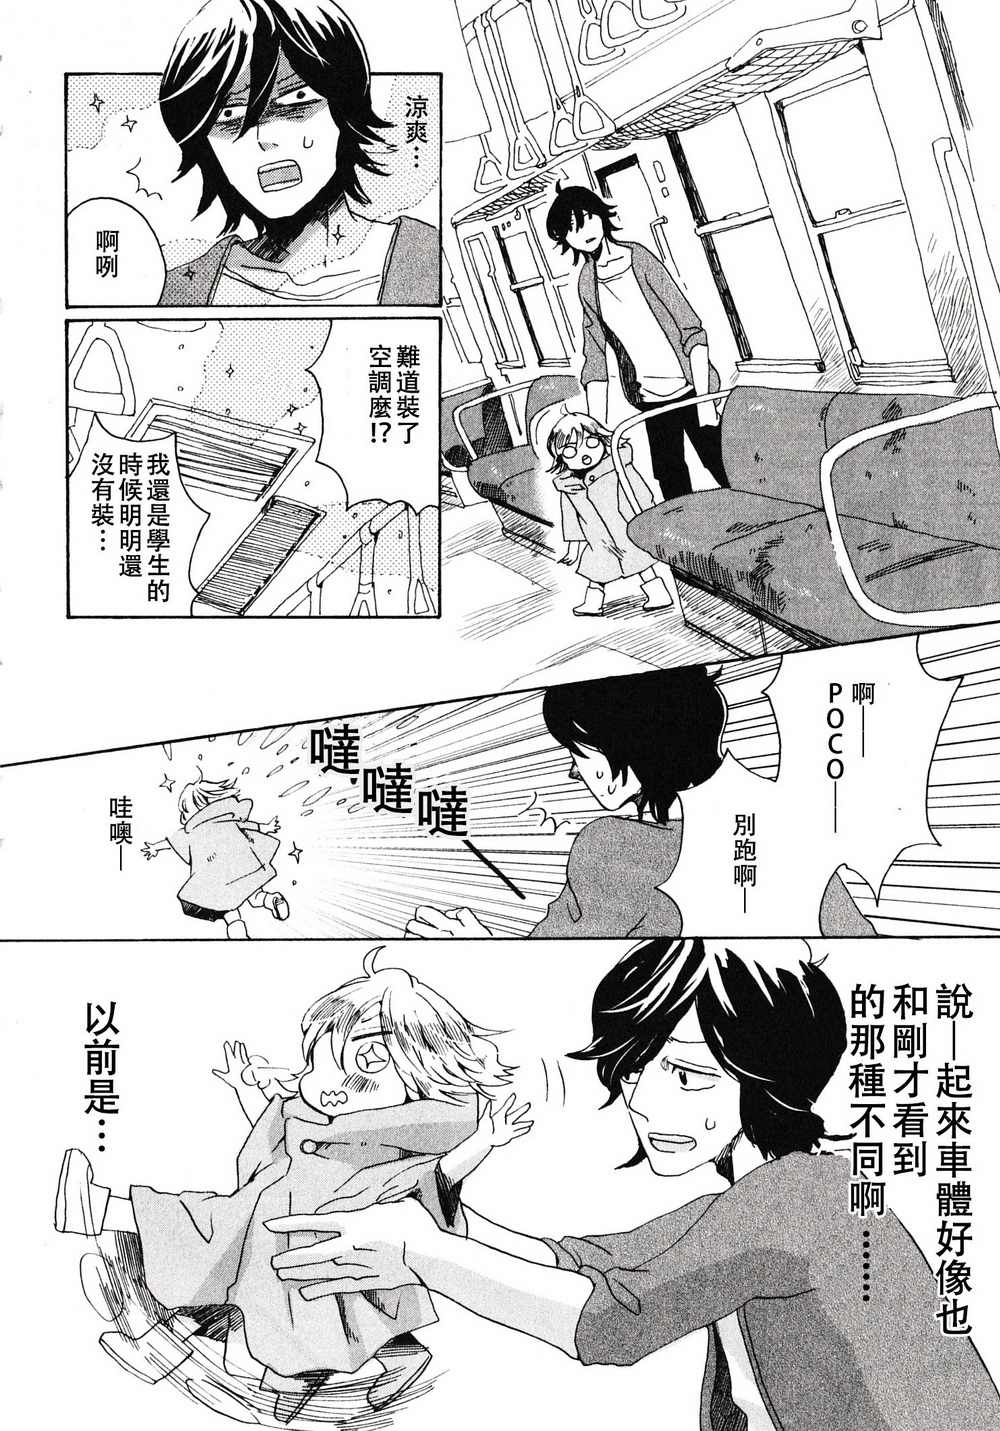 涼爽…
啊咧
難道裝了
空調麼!?
我還是學生的
時候明明還
沒有裝…
啊—
POCO—
別跑啊—
噠
噠
噠
哇噢—
說—起來車體好像也
和剛才看到
的那種不同啊……
以前是…